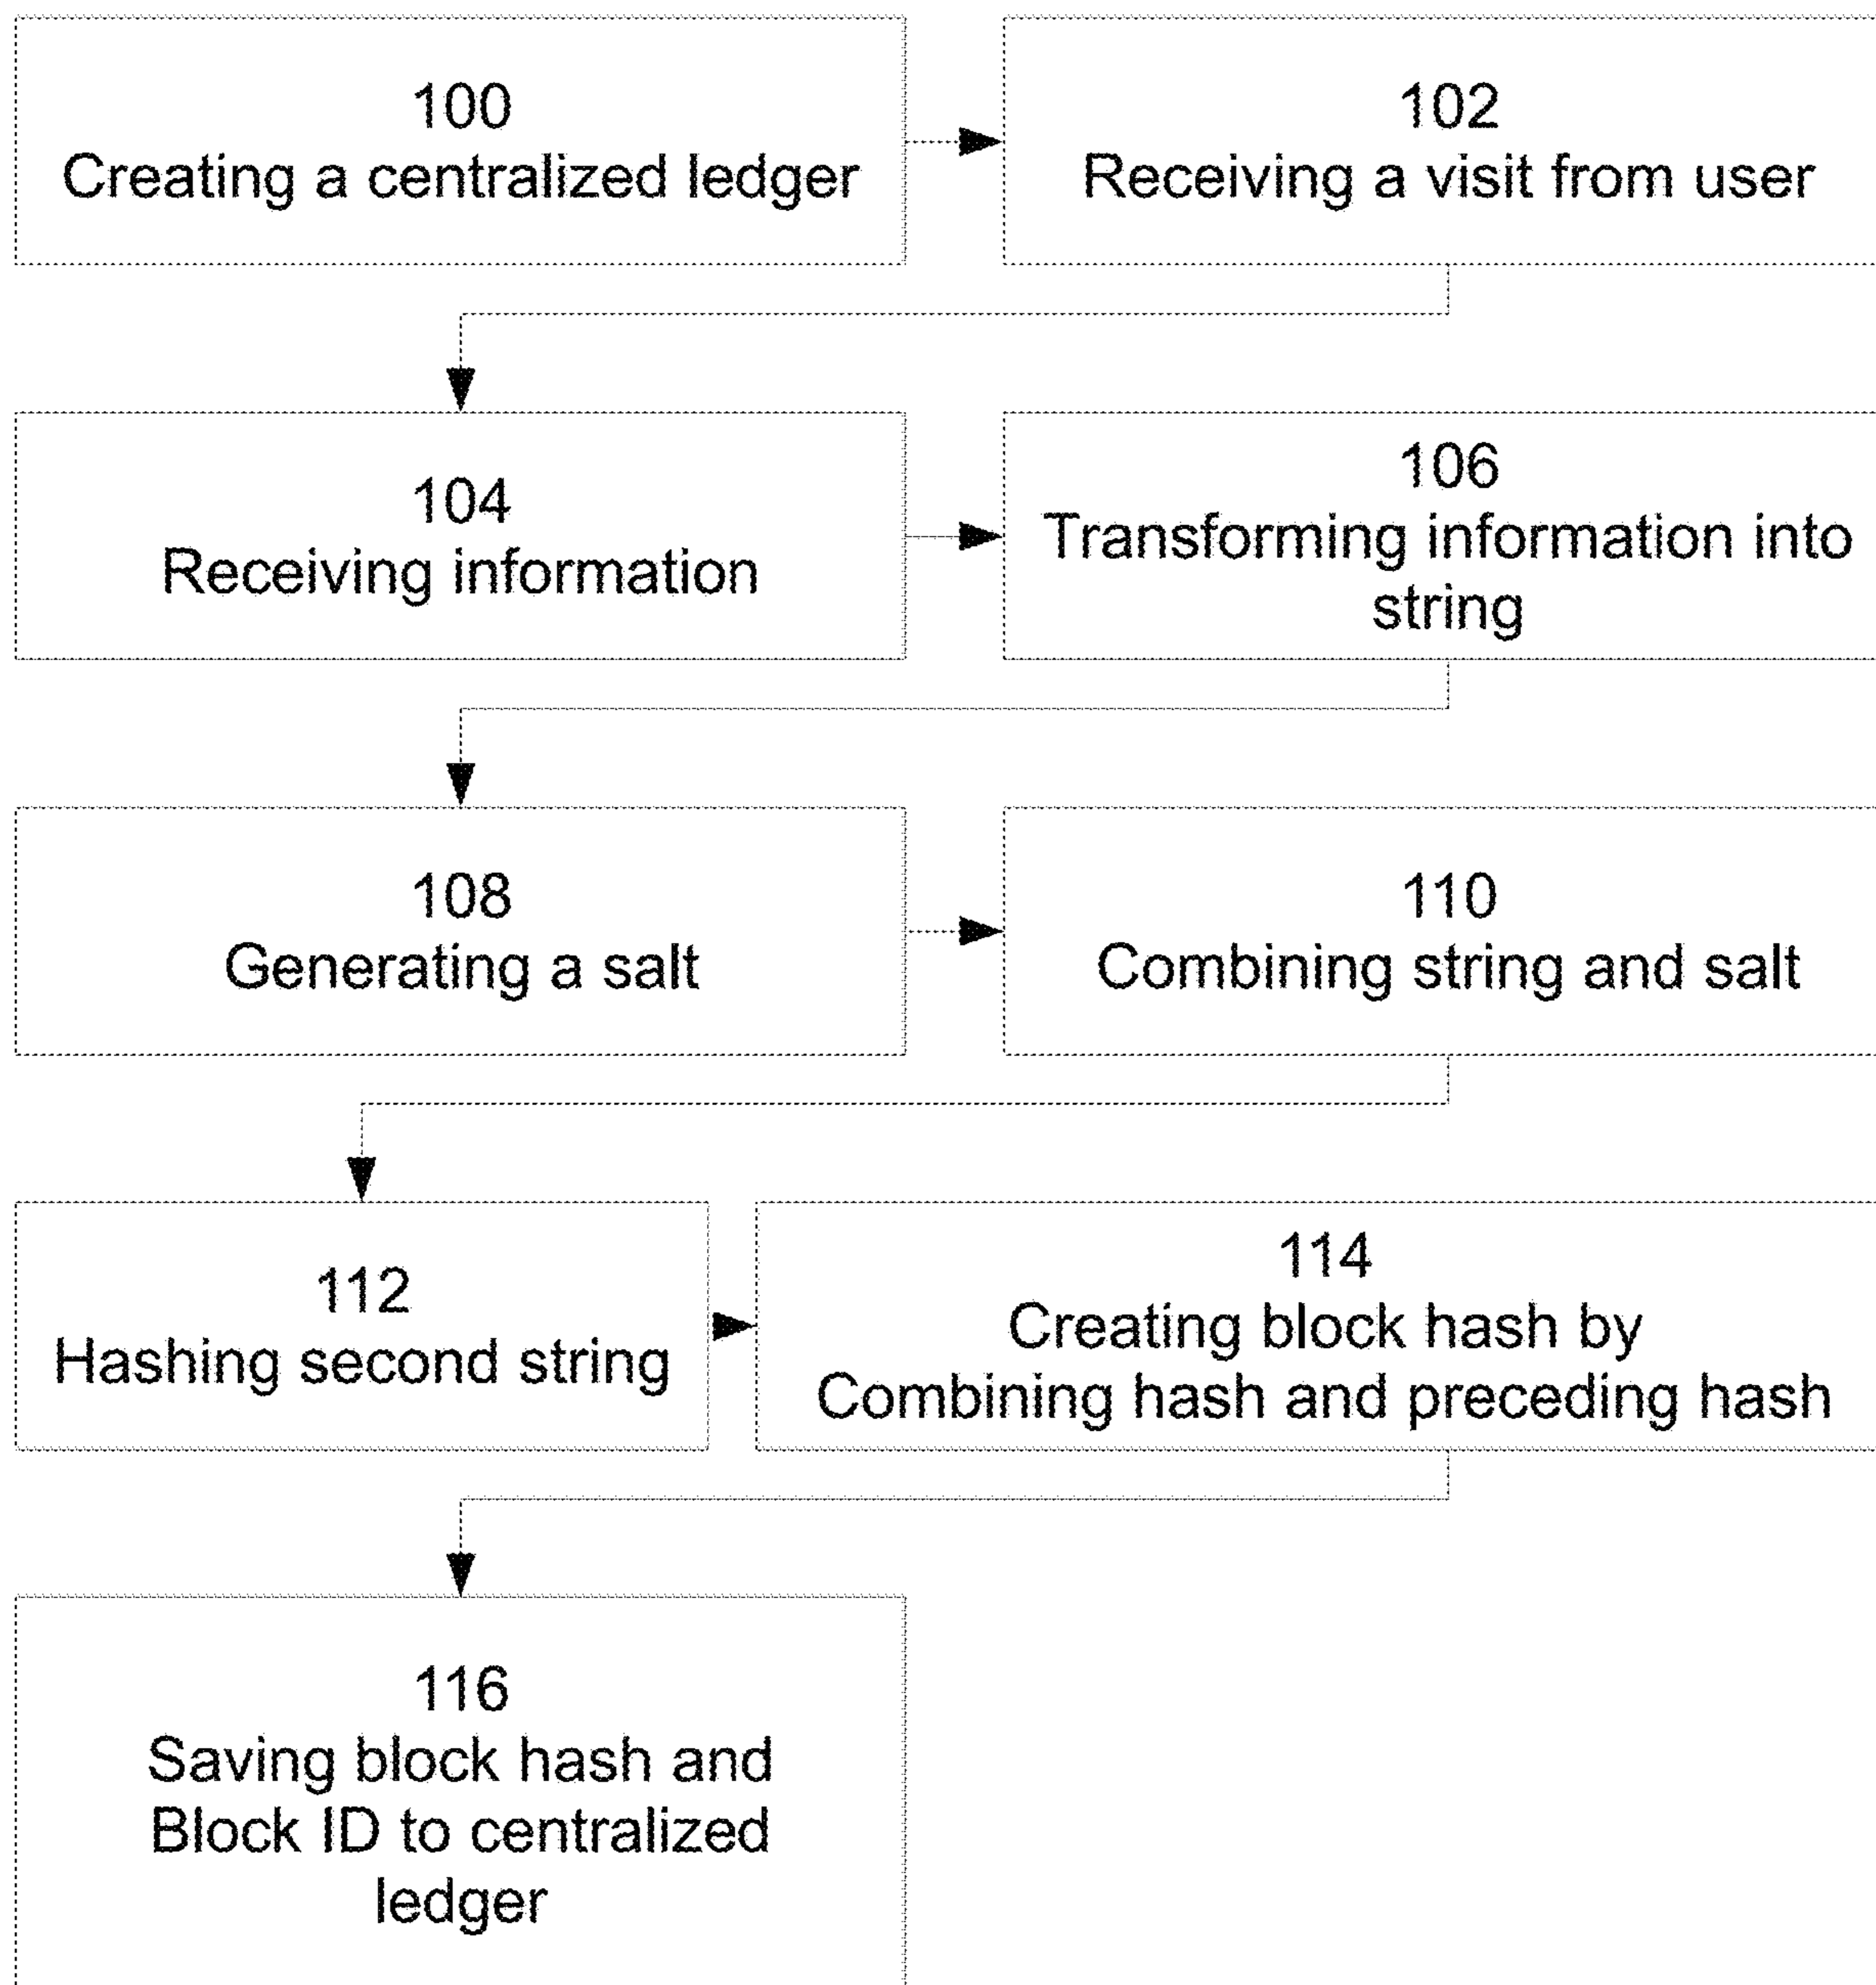 100
Creating a centralized ledger
102
Receiving a visit from user
104
Receiving information
106
Transforming information into
string
108
Generating a salt
110
Combining string and salt
112
Hashing second string
114
Creating block hash by
Combining hash and preceding hash
116
Saving block hash and
Block ID to centralized
ledger